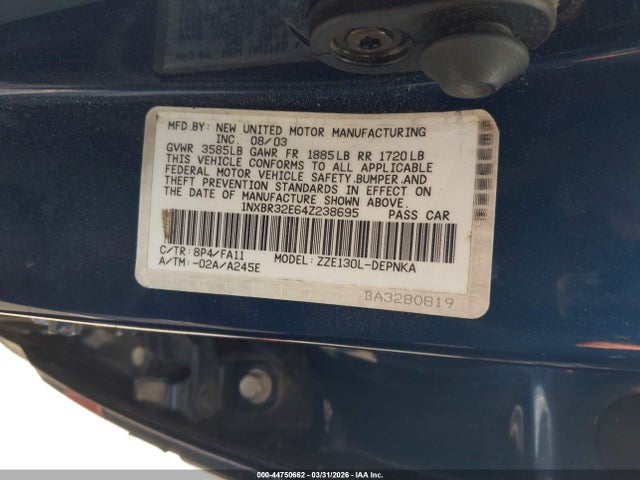 MFD.BY: NEW UNITED MOTOR MANUFACTURING
INC. 08/03
GVWR 3585LB GAWR FR 1885LB RR 1720LB
THIS VEHICLE CONFORMS TO ALL APPLICABLE
FEDERAL MOTOR VEHICLE SAFETY,BUMPER,AND
THEFT PREVENTION STANDARDS IN EFFECT ON
THE DATE OF MANUFACTURE SHOWN ABOVE.
1NXBR32E64Z238695 PASS CAR
C/TR: 8P4/FA11 MODEL: ZZE130L-DEPNKA
A/TM: -02A/A245E
BA3280819
000-44750662 03/31/2026 IAA Inc.